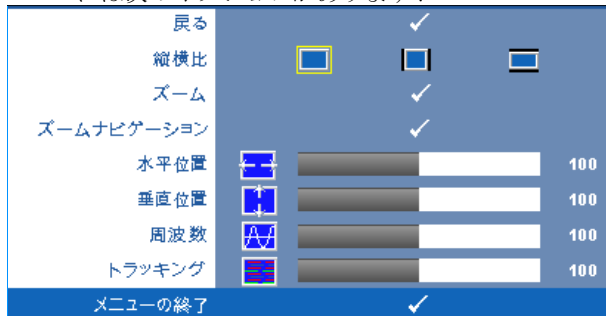 戻る
縦横比
ズーム
ズームナビゲーション
水平位置 100
垂直位置 100
周波数 100
トラッキング 100
メニューの終了